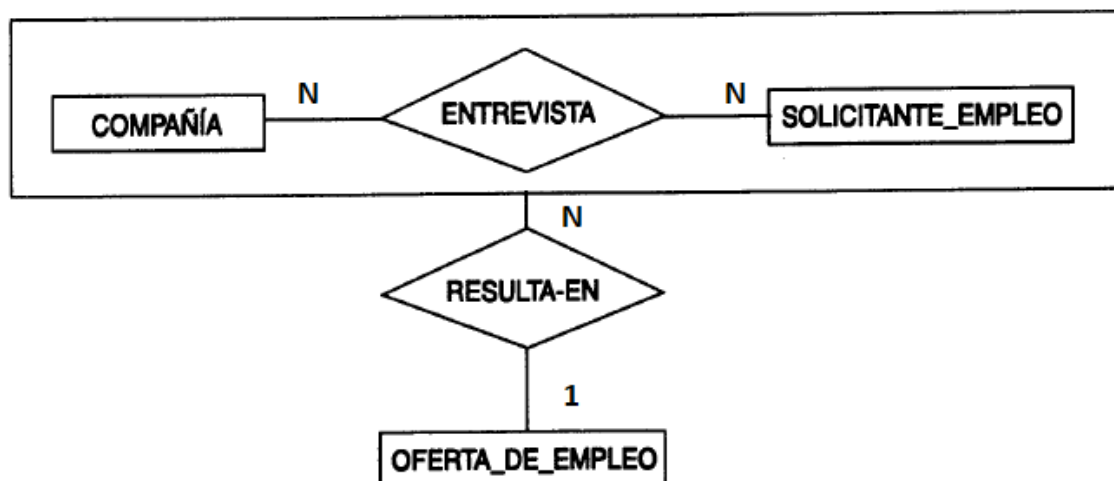 N
N
COMPAÑÍA
ENTREVISTA
SOLICITANTE_EMPLEO
N
RESULTA-EN
1
OFERTA_DE_EMPLEO